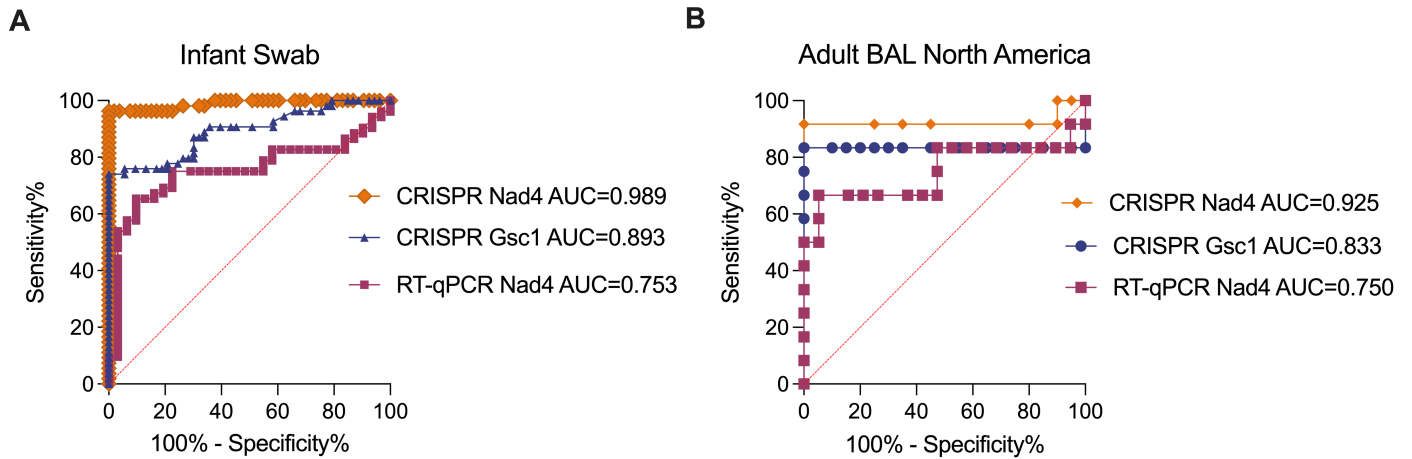 A
Infant Swab
Sensitivity%
100
80
60
40
20
0
0 20 40 60 80 100
100% - Specificity%
CRISPR Nad4 AUC=0.989
CRISPR Gsc1 AUC=0.893
RT-qPCR Nad4 AUC=0.753
B
Adult BAL North America
Sensitivity%
100
80
60
40
20
0
0 20 40 60 80 100
100% - Specificity%
CRISPR Nad4 AUC=0.925
CRISPR Gsc1 AUC=0.833
RT-qPCR Nad4 AUC=0.750